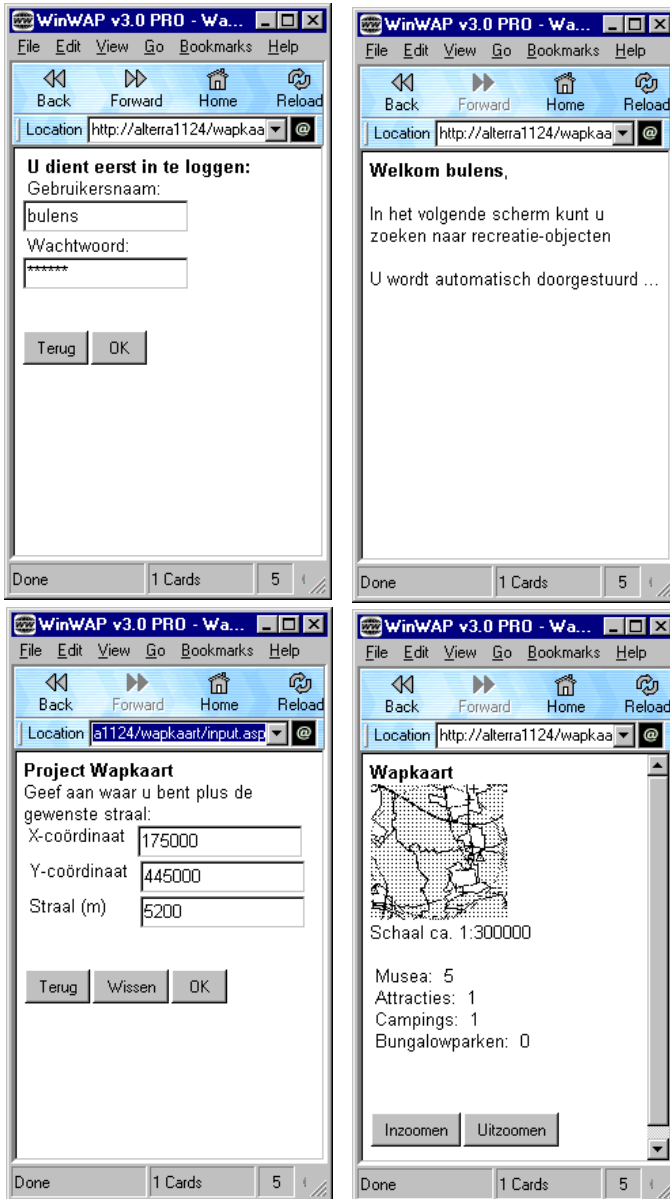 WinWAP v3.0 PRO - Wa...
File Edit View Go Bookmarks Help
Back Forward Home Reload
Location http://alterra1124/wapkaa @
U dient eerst in te loggen:
Gebruikersnaam:
bulens
Wachtwoord:
******
Terug OK
Done 1 Cards 5
WinWAP v3.0 PRO - Wa...
File Edit View Go Bookmarks Help
Back Forward Home Reload
Location http://alterra1124/wapkaa @
Welkom bulens,
In het volgende scherm kunt u
zoeken naar recreatie-objecten
U wordt automatisch doorgestuurd ...
Done 1 Cards 5
WinWAP v3.0 PRO - Wa...
File Edit View Go Bookmarks Help
Back Forward Home Reload
Location a1124/wapkaart/input.asp @
Project Wapkaart
Geef aan waar u bent plus de
gewenste straal:
X-coördinaat 175000
Y-coördinaat 445000
Straal (m) 5200
Terug Wissen OK
Done 1 Cards 5
WinWAP v3.0 PRO - Wa...
File Edit View Go Bookmarks Help
Back Forward Home Reload
Location http://alterra1124/wapkaa @
Wapkaart
Schaal ca. 1:300000
Musea: 5
Attracties: 1
Campings: 1
Bungalowparken: 0
Inzoomen Uitzoomen
Done 1 Cards 5